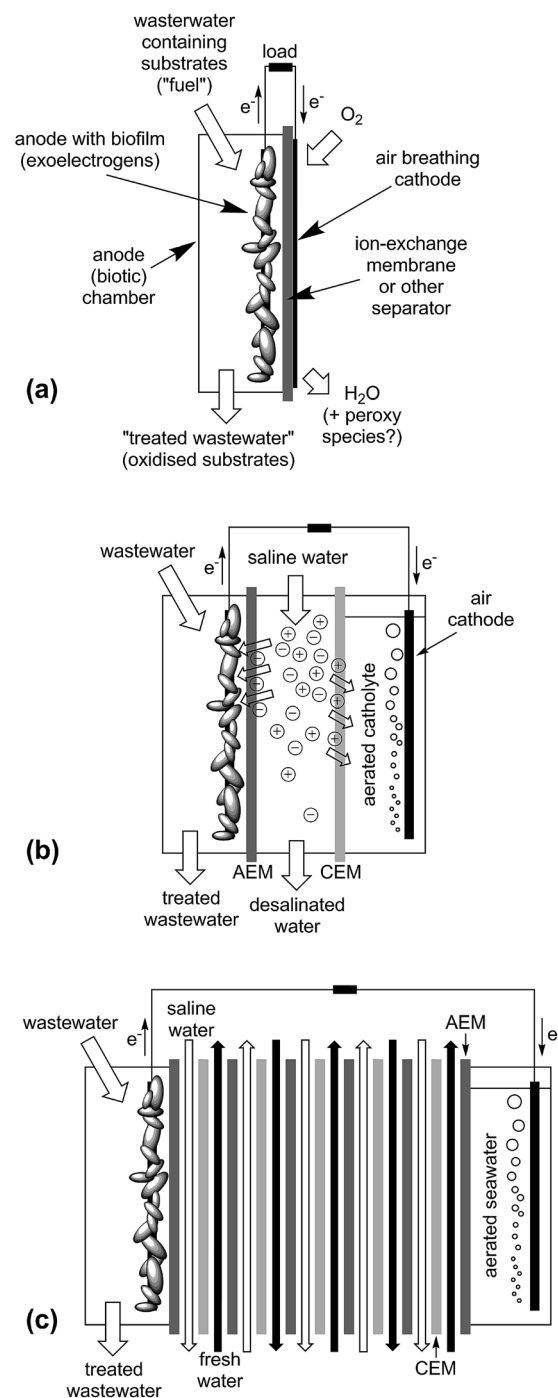 wasterwater
containing
substrates
("fuel")
load
e-
e-
O2
anode with biofilm
(exoelectrogens)
air breathing
cathode
anode
(biotic)
chamber
ion-exchange
membrane
or other
separator
(a)
H2O
(+ peroxy
species?)
"treated wastewater"
(oxidised substrates)
wastewater
saline water
e-
e-
air
cathode
aerated catholyte
(b)
AEM
CEM
treated
wastewater
desalinated
water
wastewater
saline
water
e-
AEM
e
aerated seawater
(c)
treated
wastewater
fresh
water
CEM